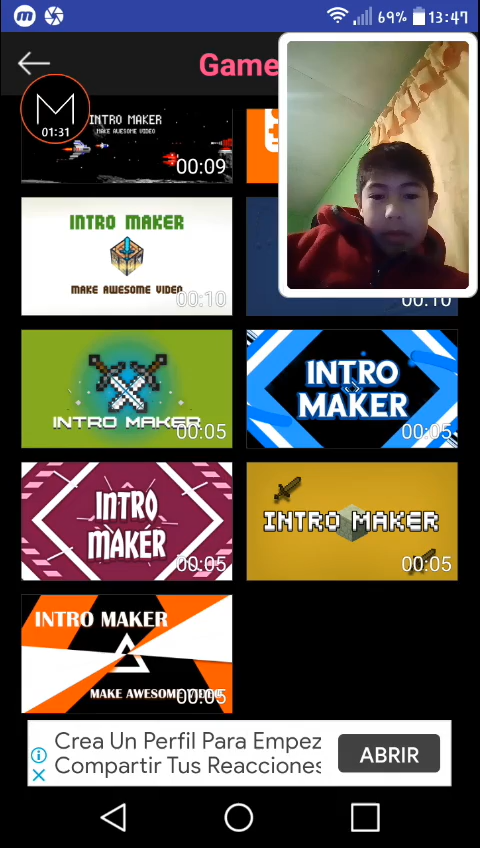 69% 13:47
Game
01:31
INTRO MAKER
MAKE AWESOME VIDEO
00:09
INTRO MAKER
MAKE AWESOME VIDEO
00:10
00:10
INTRO MAKER
00:05
INTRO
MAKER
00:05
INTRO
MAKER
00:05
INTRO MAKER
00:05
INTRO MAKER
MAKE AWESOME VIDEO
00:05
Crea Un Perfil Para Empez
Compartir Tus Reacciones
ABRIR